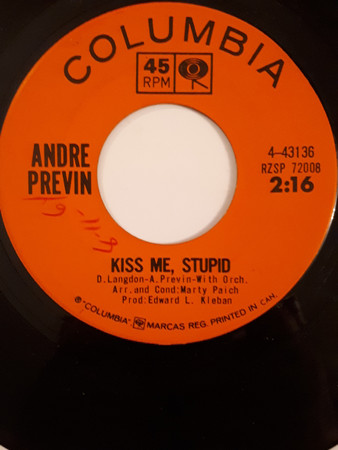 COLUMBIA
45
RPM
ANDRE
PREVIN
4-43136
RZSP 72008
2:16
KISS ME, STUPID
D.Langdon-A.Previn-With Orch.
Arr.and Cond:Marty Paich
Prod:Edward L. Kleban
® "COLUMBIA" MARCAS REG. PRINTED IN CAN.